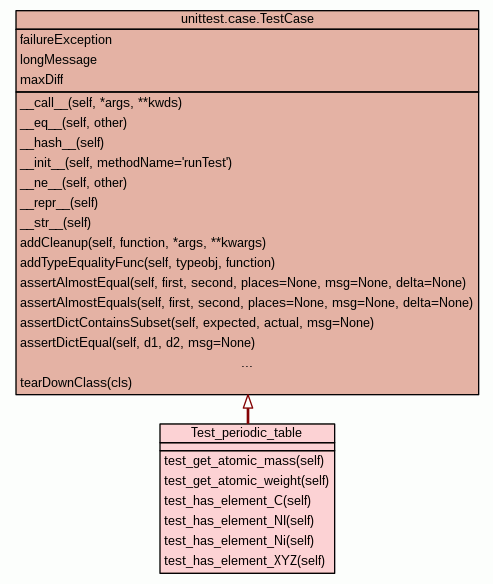 unittest.case.TestCase
failureException
longMessage
maxDiff
__call__(self, *args, **kwds)
__eq__(self, other)
__hash__(self)
__init__(self, methodName='runTest')
__ne__(self, other)
__repr__(self)
__str__(self)
addCleanup(self, function, *args, **kwargs)
addTypeEqualityFunc(self, typeobj, function)
assertAlmostEqual(self, first, second, places=None, msg=None, delta=None)
assertAlmostEquals(self, first, second, places=None, msg=None, delta=None)
assertDictContainsSubset(self, expected, actual, msg=None)
assertDictEqual(self, d1, d2, msg=None)
...
tearDownClass(cls)
Test_periodic_table
test_get_atomic_mass(self)
test_get_atomic_weight(self)
test_has_element_C(self)
test_has_element_NI(self)
test_has_element_Ni(self)
test_has_element_XYZ(self)